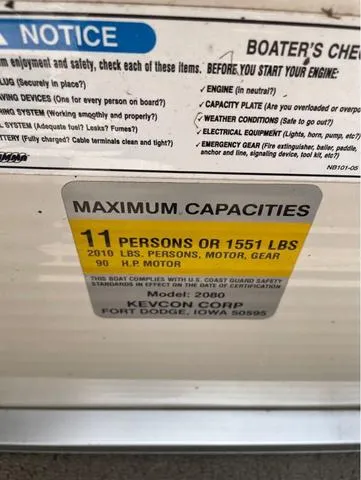 NOTICE
BOATER'S CHE
m enjoyment and safety, check each of these items. BEFORE YOU START YOUR ENGINE:
LUG (Securely in place?)
VING DEVICES (One for every person on board?)
RING SYSTEM (Working smoothly and properly?)
L SYSTEM (Adequate fuel? Leaks? Fumes?)
TTERY (Fully charged? Cable terminals clean and tight?)
✓ ENGINE (In neutral?)
✓ CAPACITY PLATE (Are you overloaded or overpo
✓ WEATHER CONDITIONS (Safe to go out?)
✓ ELECTRICAL EQUIPMENT (Lights, horn, pump, etc?)
✓ EMERGENCY GEAR (Fire extinguisher, bailer, paddle,
anchor and line, signaling device, tool kit, etc?)
NB101-05
MAXIMUM CAPACITIES
11 PERSONS OR 1551 LBS
2010 LBS. PERSONS, MOTOR, GEAR
90 H.P. MOTOR
THIS BOAT COMPLIES WITH U.S. COAST GUARD SAFETY
STANDARDS IN EFFECT ON THE DATE OF CERTIFICATION
Model: 2080
KEVCON CORP
FORT DODGE, IOWA 50595